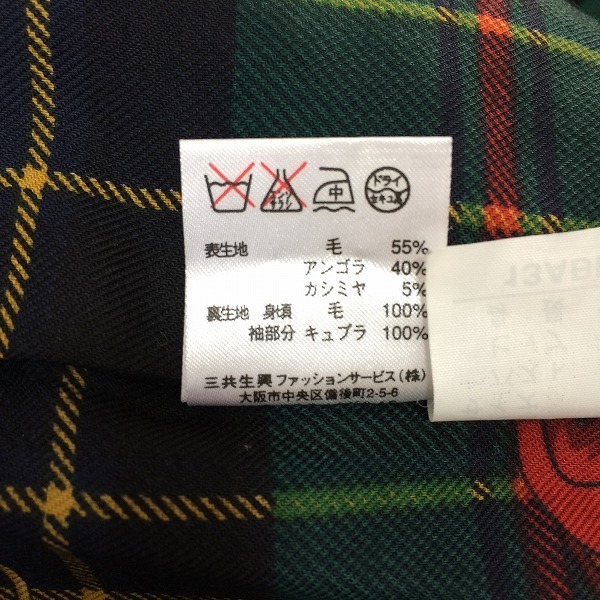 中
ドライ
セキユ系
表生地 毛 55%
アンゴラ 40%
カシミヤ 5%
裏生地 身頃 毛 100%
袖部分 キュプラ 100%
三共生興ファッションサービス(株)
大阪市中央区備後町2-5-6
13AB